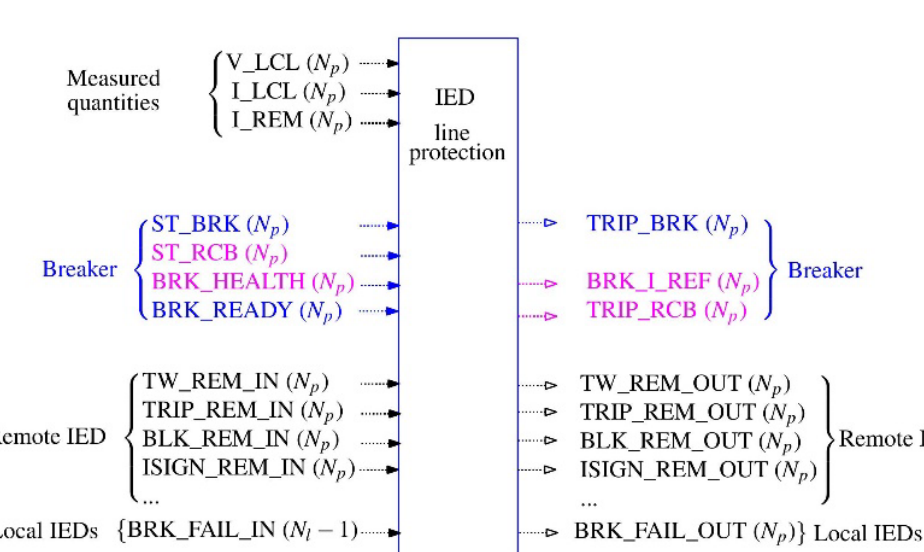 Measured quantities
V_LCL (Np)
I_LCL (Np)
I_REM (Np)
IED
line
protection
Breaker
ST_BRK (Np)
ST_RCB (Np)
BRK_HEALTH (Np)
BRK_READY (Np)
TRIP_BRK (Np)
BRK_I_REF (Np)
TRIP_RCB (Np)
Breaker
emote IED
TW_REM_IN (Np)
TRIP_REM_IN (Np)
BLK_REM_IN (Np)
ISIGN_REM_IN (Np)
...
TW_REM_OUT (Np)
TRIP_REM_OUT (Np)
BLK_REM_OUT (Np)
ISIGN_REM_OUT (Np)
...
Remote I
ocal IEDs {BRK_FAIL_IN (Nl − 1)
BRK_FAIL_OUT (Np)} Local IEDs